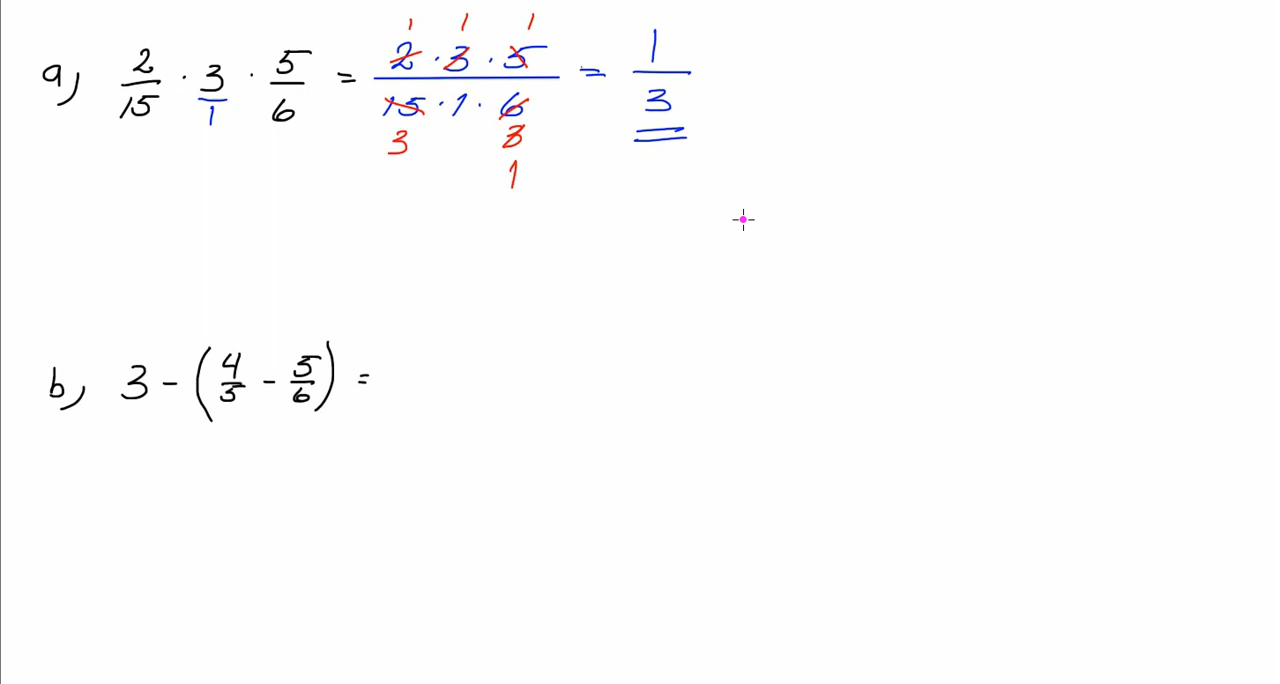 a) 2/15 · 3/1 · 5/6 = 2 · 3 · 5 / 15 · 1 · 6 = 1/3
1 1 1
3 3
1
b) 3 - (4/5 - 5/6) =